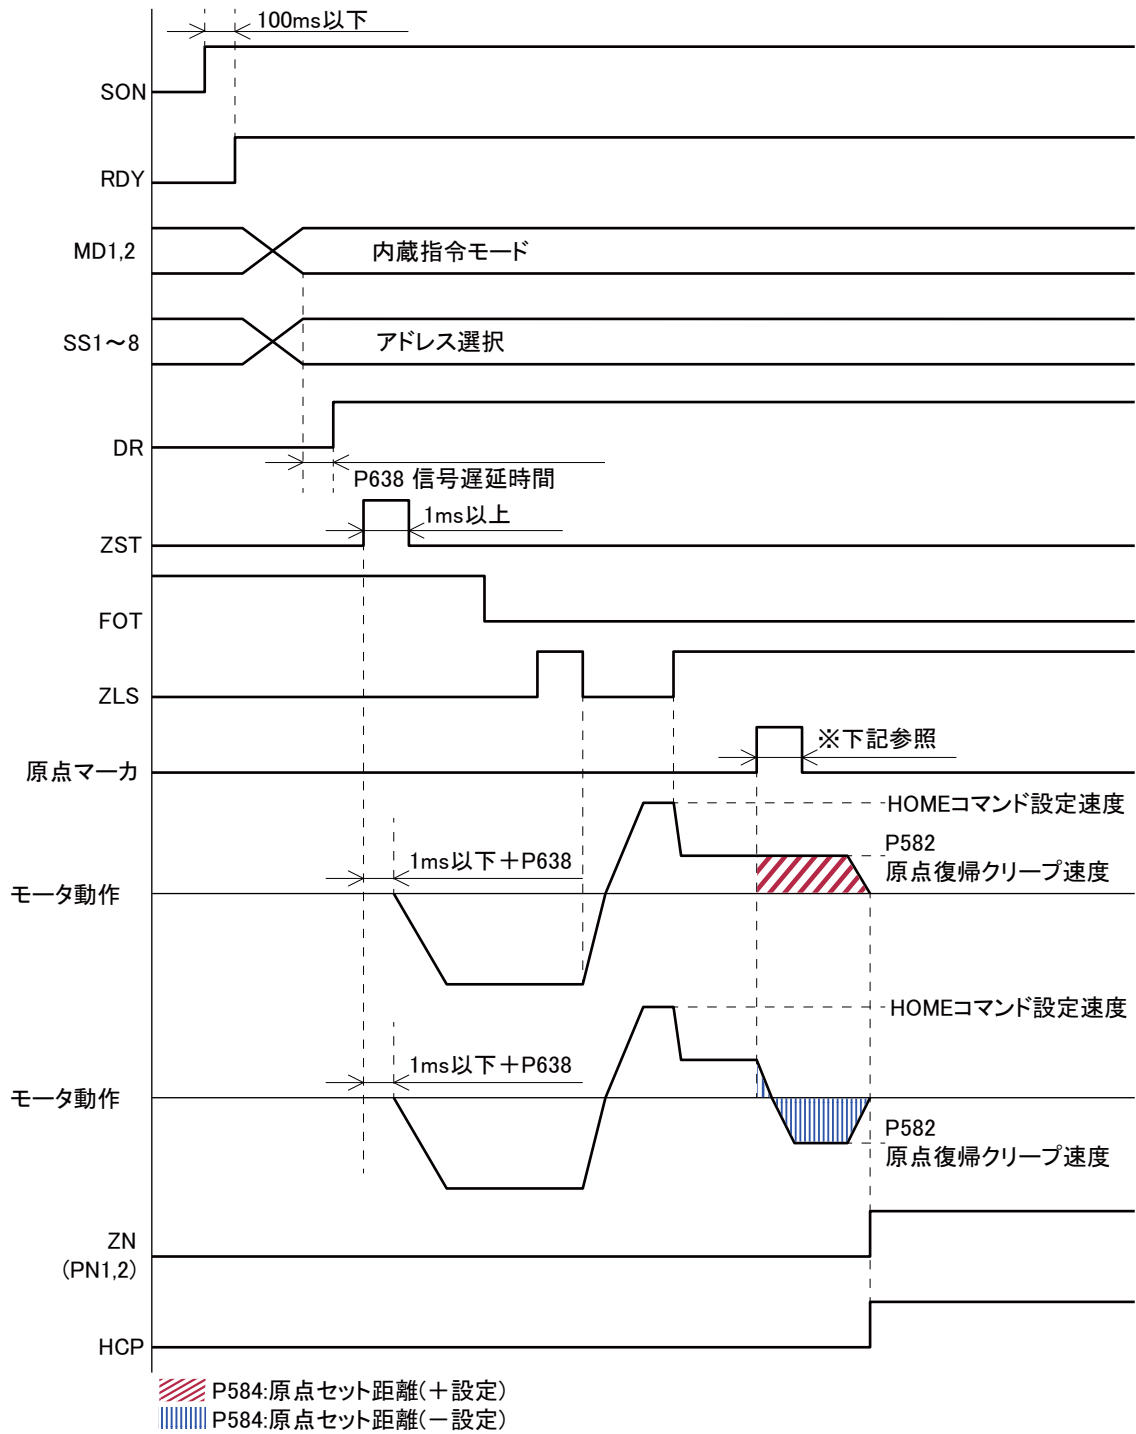 100ms以下
SON
RDY
MD1,2
内蔵指令モード
SS1～8
アドレス選択
DR
P638 信号遅延時間
1ms以上
ZST
FOT
ZLS
※下記参照
原点マーカ
HOMEコマンド設定速度
P582
原点復帰クリープ速度
1ms以下＋P638
モータ動作
HOMEコマンド設定速度
1ms以下＋P638
モータ動作
P582
原点復帰クリープ速度
ZN
(PN1,2)
HCP
P584:原点セット距離(＋設定)
P584:原点セット距離(－設定)